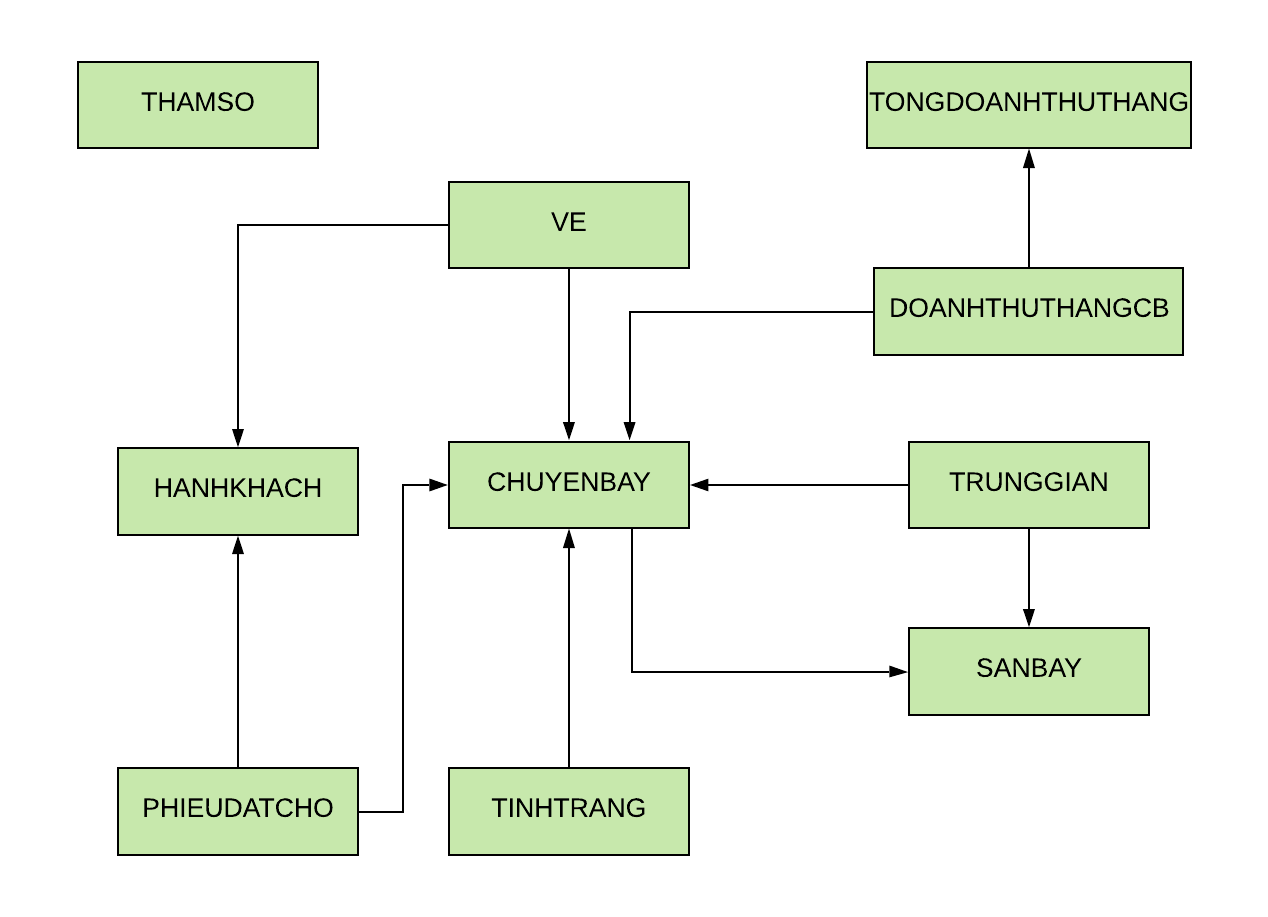 THAMSO
TONGDOANHTHUTHANG
VE
DOANHTHUTHANGCB
HANHKHACH
CHUYENBAY
TRUNGGIAN
SANBAY
PHIEUDATCHO
TINHTRANG